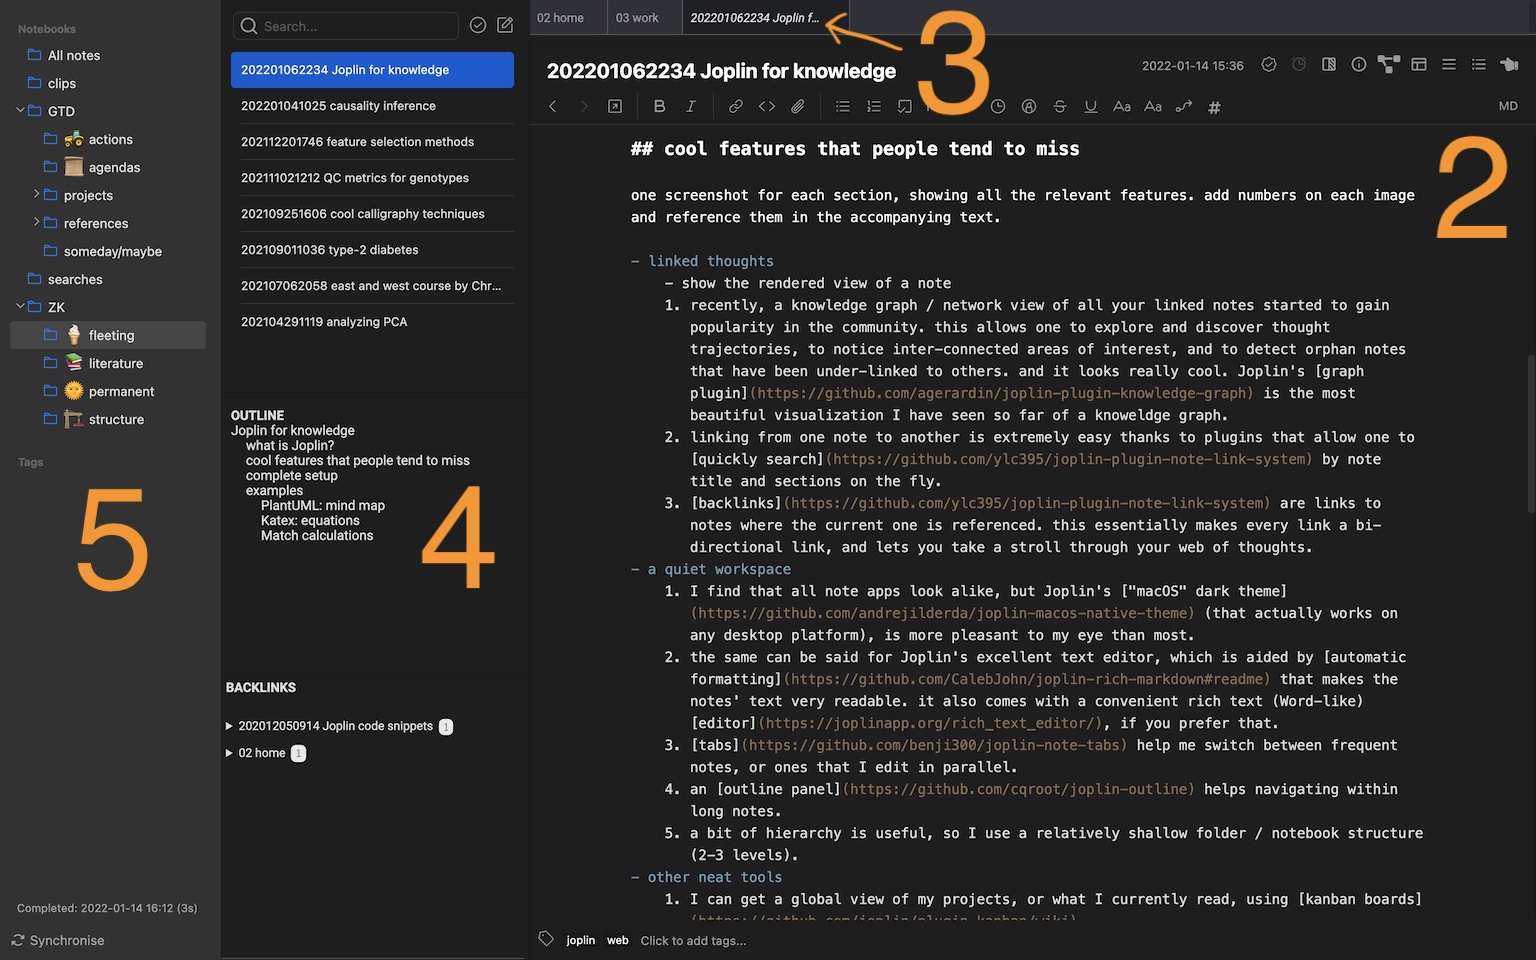 Notebooks
All notes
clips
GTD
actions
agendas
projects
references
someday/maybe
searches
ZK
fleeting
literature
permanent
structure
Tags
5
Completed: 2022-01-14 16:12 (3s)
Synchronise
Search...
202201062234 Joplin for knowledge
202201041025 causality inference
202112201746 feature selection methods
202111021212 QC metrics for genotypes
202109251606 cool calligraphy techniques
202109011036 type-2 diabetes
202107062058 east and west course by Chr...
202104291119 analyzing PCA
OUTLINE
Joplin for knowledge
what is Joplin?
cool features that people tend to miss
complete setup
examples
PlantUML: mind map
Katex: equations
Match calculations
4
BACKLINKS
202012050914 Joplin code snippets 1
02 home 1
02 home
03 work
202201062234 Joplin f...
3
202201062234 Joplin for knowledge
2022-01-14 15:36
B I Aa Aa #
MD
2
## cool features that people tend to miss
one screenshot for each section, showing all the relevant features. add numbers on each image
and reference them in the accompanying text.
– linked thoughts
– show the rendered view of a note
1. recently, a knowledge graph / network view of all your linked notes started to gain
popularity in the community. this allows one to explore and discover thought
trajectories, to notice inter-connected areas of interest, and to detect orphan notes
that have been under-linked to others. and it looks really cool. Joplin's [graph
plugin](https://github.com/agerardin/joplin-plugin-knowledge-graph) is the most
beautiful visualization I have seen so far of a knoweldge graph.
2. linking from one note to another is extremely easy thanks to plugins that allow one to
[quickly search](https://github.com/ylc395/joplin-plugin-note-link-system) by note
title and sections on the fly.
3. [backlinks](https://github.com/ylc395/joplin-plugin-note-link-system) are links to
notes where the current one is referenced. this essentially makes every link a bi-
directional link, and lets you take a stroll through your web of thoughts.
– a quiet workspace
1. I find that all note apps look alike, but Joplin's ["macOS" dark theme]
(https://github.com/andrejilderda/joplin-macos-native-theme) (that actually works on
any desktop platform), is more pleasant to my eye than most.
2. the same can be said for Joplin's excellent text editor, which is aided by [automatic
formatting](https://github.com/CalebJohn/joplin-rich-markdown#readme) that makes the
notes' text very readable. it also comes with a convenient rich text (Word-like)
[editor](https://joplinapp.org/rich_text_editor/), if you prefer that.
3. [tabs](https://github.com/benji300/joplin-note-tabs) help me switch between frequent
notes, or ones that I edit in parallel.
4. an [outline panel](https://github.com/cqroot/joplin-outline) helps navigating within
long notes.
5. a bit of hierarchy is useful, so I use a relatively shallow folder / notebook structure
(2–3 levels).
– other neat tools
1. I can get a global view of my projects, or what I currently read, using [kanban boards]
(https://github.com/joplin/plugin-kanban/wiki)
joplin web Click to add tags...